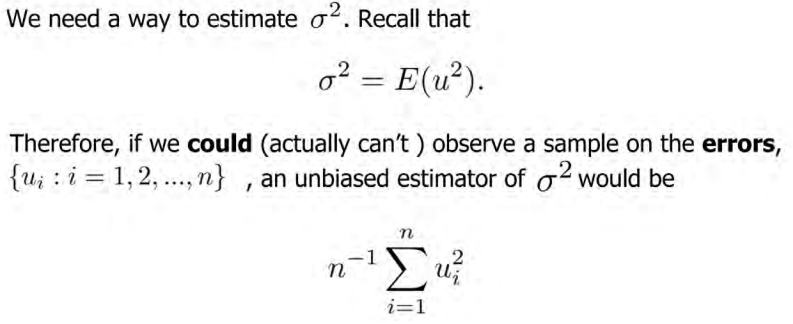 We need a way to estimate σ². Recall that
σ² = E(u²).
Therefore, if we could (actually can't ) observe a sample on the errors,
{uᵢ : i = 1, 2, ..., n} , an unbiased estimator of σ² would be
n⁻¹ ∑ᵢ₌₁ⁿ uᵢ²